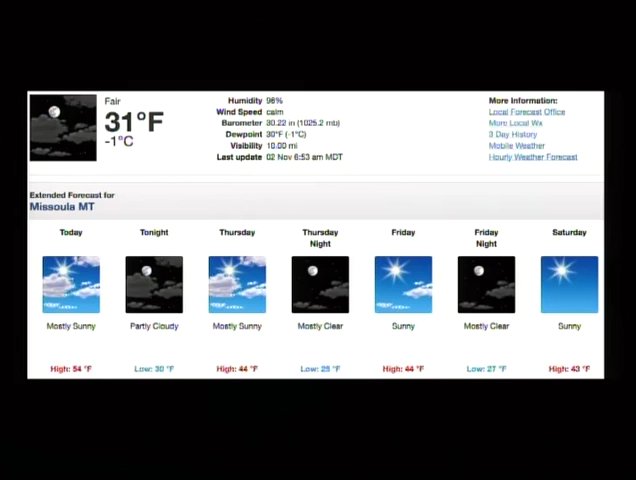 Fair
31°F
-1°C
Humidity 96%
Wind Speed calm
Barometer 30.22 in (1025.2 mb)
Dewpoint 30°F (-1°C)
Visibility 10.00 mi
Last update 02 Nov 6:53 am MDT
More Information:
Local Forecast Office
More Local Wx
3 Day History
Mobile Weather
Hourly Weather Forecast
Extended Forecast for
Missoula MT
Today Tonight Thursday Thursday Night Friday Friday Night Saturday
Mostly Sunny Partly Cloudy Mostly Sunny Mostly Clear Sunny Mostly Clear Sunny
High: 54 °F Low: 30 °F High: 44 °F Low: 25 °F High: 44 °F Low: 27 °F High: 43 °F